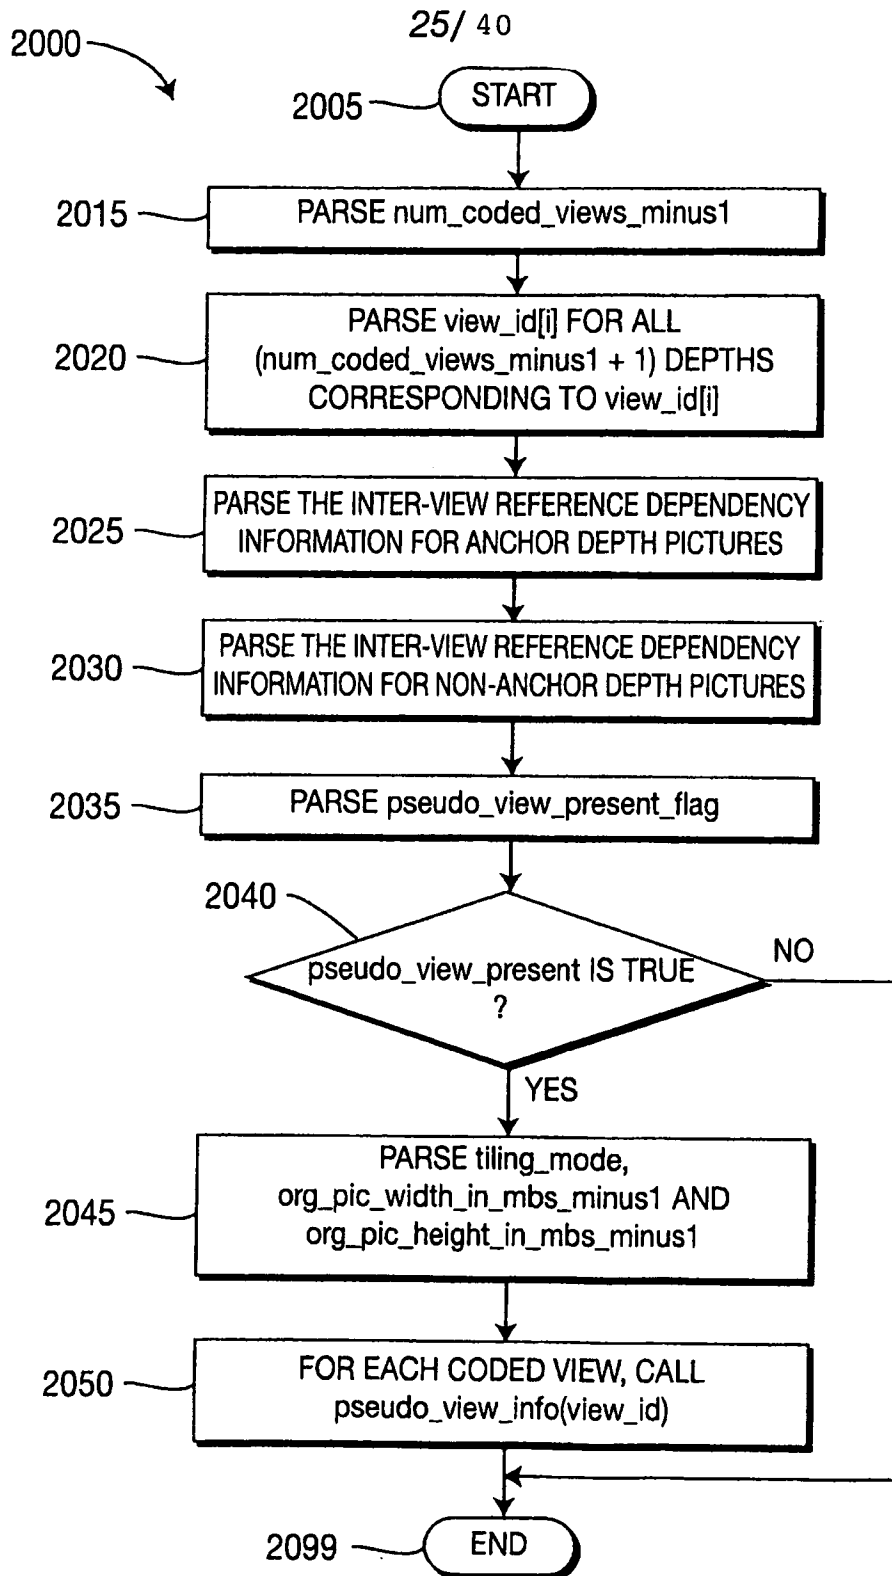 25/ 40
2000
2005
START
2015
PARSE num_coded_views_minus1
2020
PARSE view_id[i] FOR ALL
(num_coded_views_minus1 + 1) DEPTHS
CORRESPONDING TO view_id[i]
2025
PARSE THE INTER-VIEW REFERENCE DEPENDENCY
INFORMATION FOR ANCHOR DEPTH PICTURES
2030
PARSE THE INTER-VIEW REFERENCE DEPENDENCY
INFORMATION FOR NON-ANCHOR DEPTH PICTURES
2035
PARSE pseudo_view_present_flag
2040
pseudo_view_present IS TRUE
?
NO
YES
2045
PARSE tiling_mode,
org_pic_width_in_mbs_minus1 AND
org_pic_height_in_mbs_minus1
2050
FOR EACH CODED VIEW, CALL
pseudo_view_info(view_id)
2099
END